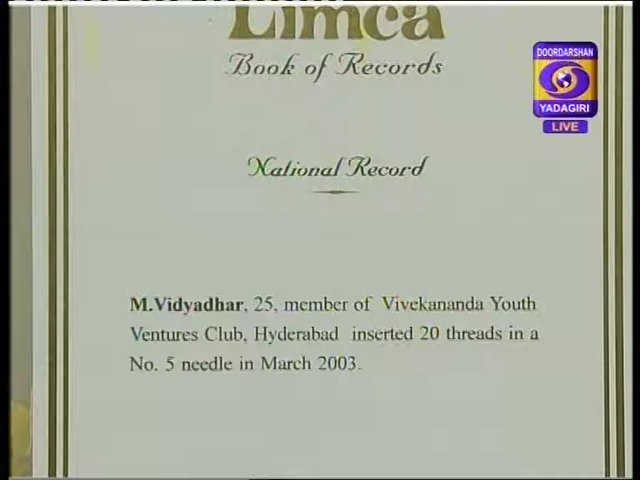 Limca
Book of Records
DOORDARSHAN
YADAGIRI
LIVE
National Record
M.Vidyadhar, 25, member of Vivekananda Youth
Ventures Club, Hyderabad inserted 20 threads in a
No. 5 needle in March 2003.